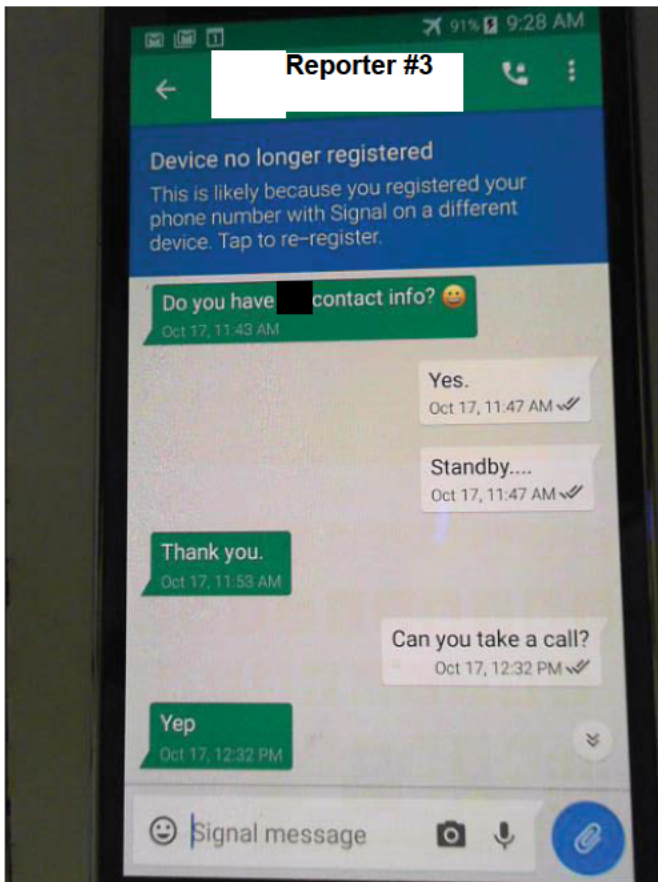 91% 9:28 AM
Reporter #3
Device no longer registered
This is likely because you registered your
phone number with Signal on a different
device. Tap to re-register.
Do you have contact info? 😀
Oct 17, 11:43 AM
Yes.
Oct 17, 11:47 AM
Standby....
Oct 17, 11:47 AM
Thank you.
Oct 17, 11:53 AM
Can you take a call?
Oct 17, 12:32 PM
Yep
Oct 17, 12:32 PM
Signal message